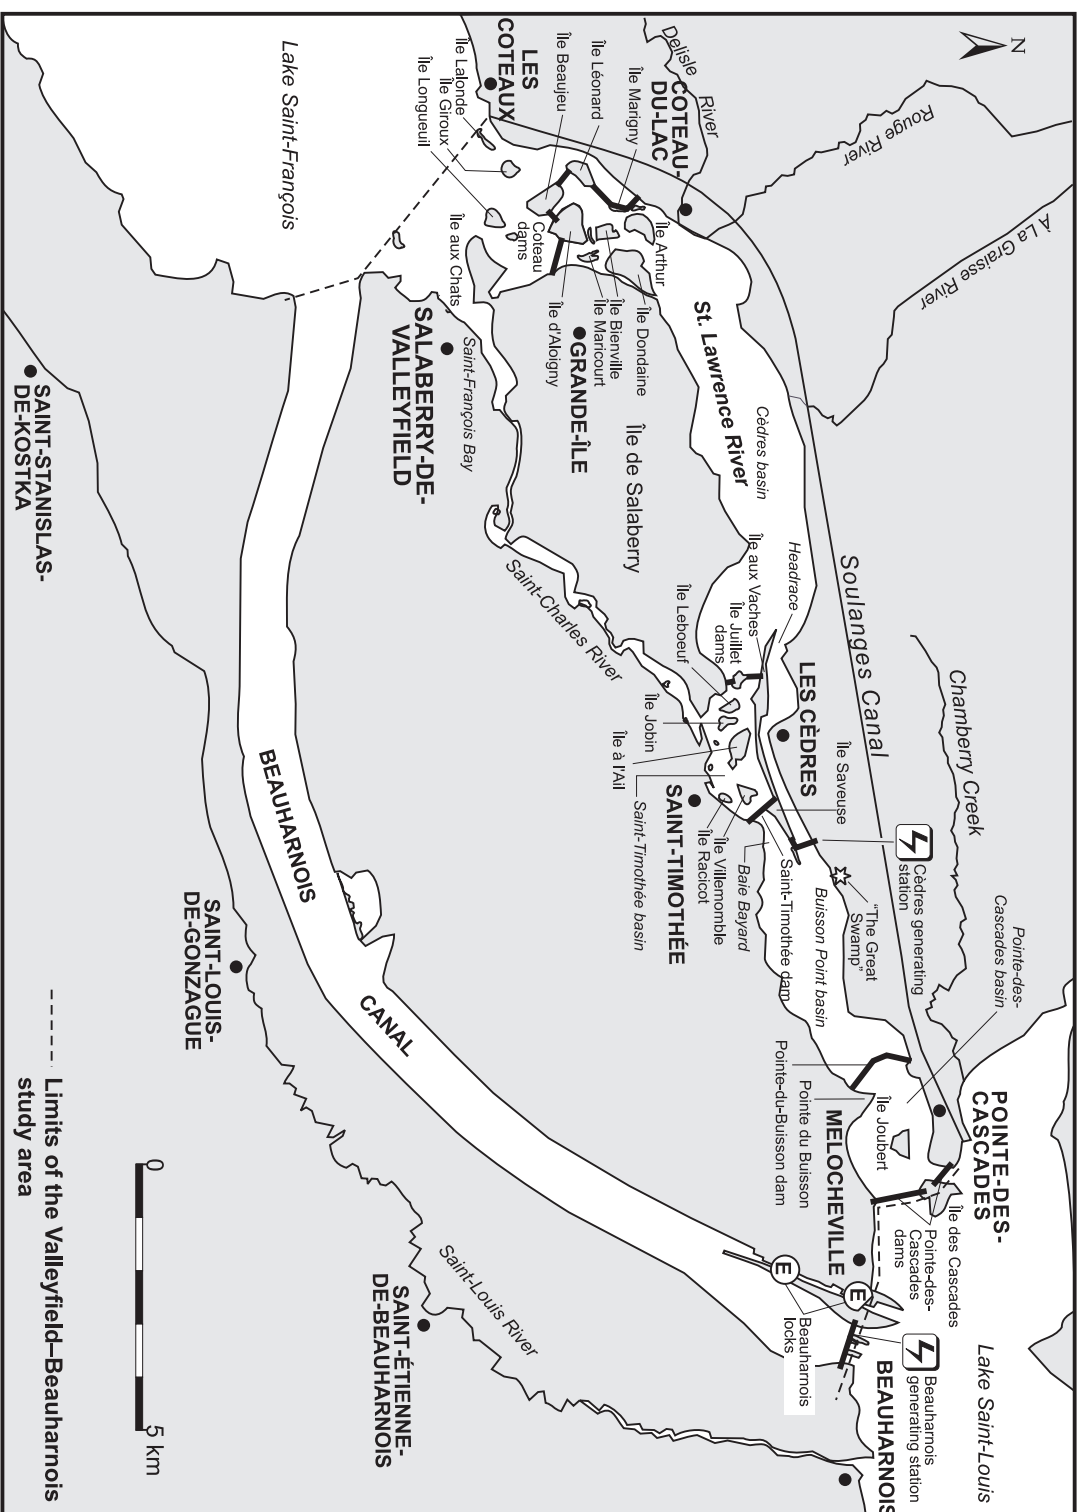 N
Delisle
River
Rouge River
À La Graisse River
LES
COTEAUX
COTEAU-
DU-LAC
Île Marigny
Île Léonard
Île Beaujeu
Île Lalonde
Île Giroux
Île Longueuil
Lake Saint-François
Île aux Chats
Coteau
dams
Île Arthur
Île Dondaine
Île Bienville
Île Maricourt
Île d'Aloigny
GRANDE-ÎLE
SALABERRY-DE-
VALLEYFIELD
Saint-François Bay
Île de Salaberry
St. Lawrence River
Cèdres basin
SAINT-STANISLAS-
DE-KOSTKA
Saint-Charles River
Headrace
Île aux Vaches
Île Juillet
dams
Île Leboeuf
Île Jobin
Île à l'Ail
Saint-Timothée basin
SAINT-TIMOTHÉE
LES CÈDRES
Soulanges Canal
Chamberry Creek
Île Saveuse
Cèdres generating
station
"The Great
Swamp"
Buisson Point basin
Saint-Timothée dam
Baie Bayard
Île Villemomble
Île Racicot
Pointe-des-
Cascades basin
POINTE-DES-
CASCADES
Île Joubert
Pointe-du-Buisson dam
Pointe du Buisson
MELOCHEVILLE
Île des Cascades
Pointe-des-
Cascades
dams
E
E
Beauharnois
locks
Beauharnois
generating station
Lake Saint-Louis
BEAUHARNOIS
BEAUHARNOIS
CANAL
SAINT-LOUIS-
DE-GONZAGUE
Saint-Louis River
SAINT-ÉTIENNE-
DE-BEAUHARNOIS
Limits of the Valleyfield–Beauharnois
study area
0
5 km